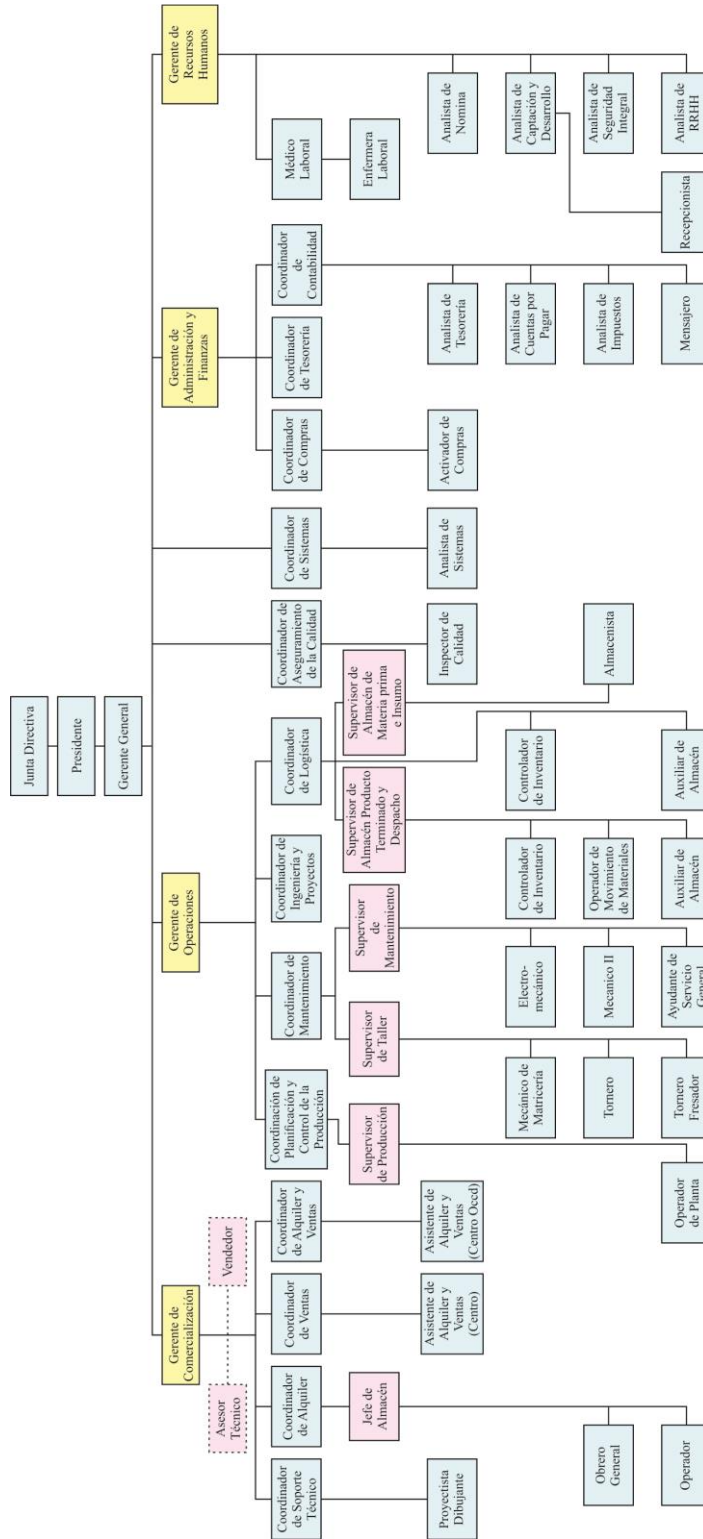 Junta Directiva
Presidente
Gerente General
Gerente de
Comercialización
Gerente de
Operaciones
Gerente de
Administración y
Finanzas
Gerente de
Recursos
Humanos
Asesor
Técnico
Vendedor
Coordinador
de Soporte
Técnico
Coordinador
de Alquiler
Coordinador
de Ventas
Coordinador
de Alquiler y
Ventas
Coordinación de
Planificación y
Control de la
Producción
Coordinador de
Mantenimiento
Coordinador de
Ingeniería y
Proyectos
Coordinador
de Logística
Coordinador de
Aseguramiento
de la Calidad
Coordinador
de Sistemas
Coordinador
de Compras
Coordinador
de Tesorería
Coordinador
de
Contabilidad
Médico
Laboral
Jefe de
Almacén
Supervisor
de Producción
Supervisor
de Taller
Supervisor
de
Mantenimiento
Supervisor de
Almacén Producto
Terminado y
Despacho
Supervisor de
Almacén de
Materia prima
e Insumo
Enfermera
Laboral
Proyectista
Dibujante
Asistente de
Alquiler y
Ventas
(Centro)
Asistente de
Alquiler y
Ventas
(Centro Occd)
Inspector de
Calidad
Analista de
Sistemas
Activador de
Compras
Analista de
Tesorería
Analista de
Nomina
Mecánico de
Matricería
Electro-
mecánico
Controlador
de Inventario
Controlador
de Inventario
Analista de
Cuentas por
Pagar
Analista de
Captación y
Desarrollo
Obrero
General
Tornero
Mecanico II
Operador de
Movimiento
de Materiales
Almacenista
Analista de
Impuestos
Analista de
Seguridad
Integral
Operador
Operador
de Planta
Tornero
Fresador
Ayudante de
Servicio
General
Auxiliar de
Almacén
Auxiliar de
Almacén
Mensajero
Recepcionista
Analista de
RRHH